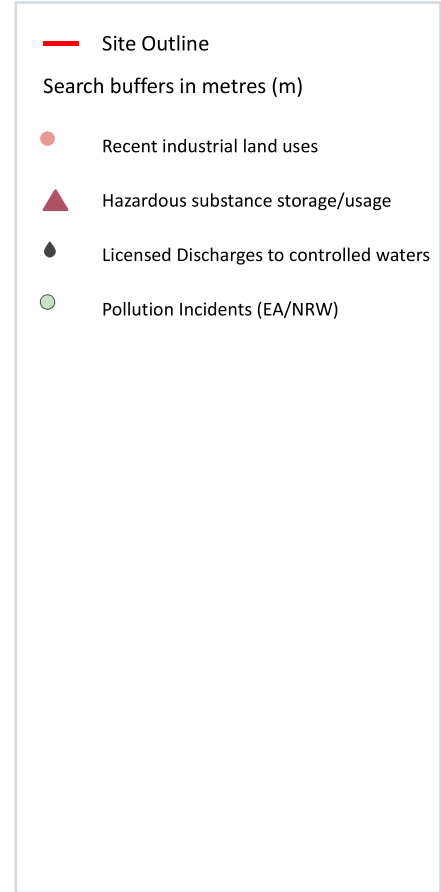 Site Outline
Search buffers in metres (m)
Recent industrial land uses
Hazardous substance storage/usage
Licensed Discharges to controlled waters
Pollution Incidents (EA/NRW)